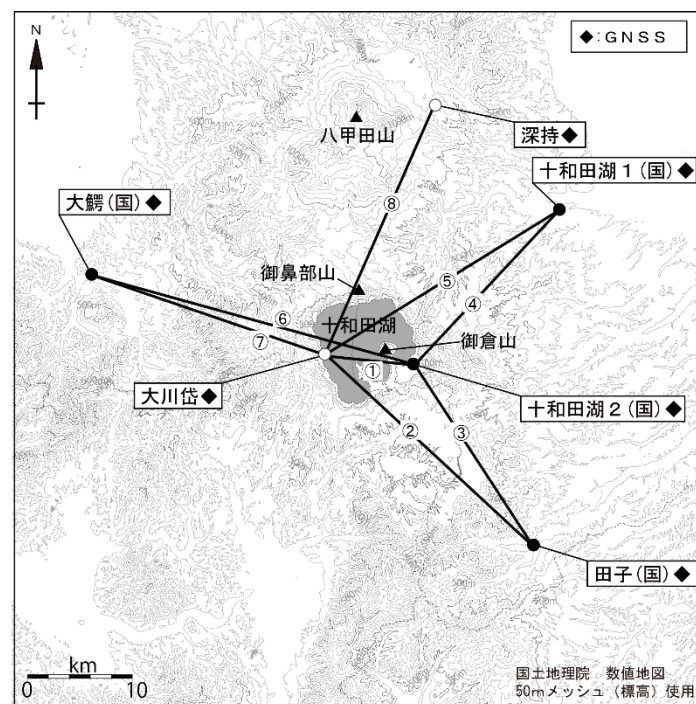 N
◆:GNSS
八甲田山
深持◆
十和田湖1(国)◆
大鰐(国)◆
⑧
御鼻部山
⑤
④
⑥
十和田湖
御倉山
⑦
①
大川岱◆
十和田湖2(国)◆
②
③
田子(国)◆
km
0 10
国土地理院 数値地図
50mメッシュ(標高)使用